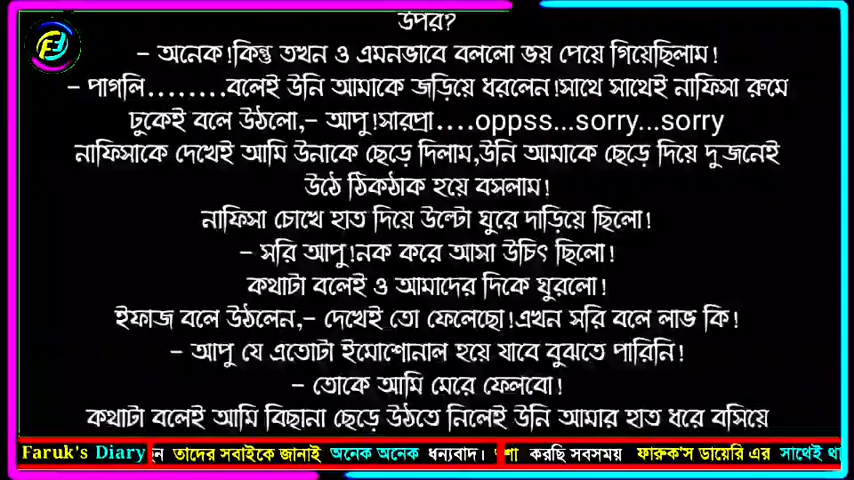 উপর?
– অনেক!কিন্তু তখন ও এমনভাবে বললো ভয় পেয়ে গিয়েছিলাম!
– পাগলি........বলেই উনি আমাকে জড়িয়ে ধরলেন!সাথে সাথেই নাফিসা রুমে
ঢুকেই বলে উঠলো,– আপু!সারপ্রা....oppss...sorry...sorry
নাফিসাকে দেখেই আমি উনাকে ছেড়ে দিলাম,উনি আমাকে ছেড়ে দিয়ে দুজনেই
উঠে ঠিকঠাক হয়ে বসলাম!
নাফিসা চোখে হাত দিয়ে উল্টো ঘুরে দাড়িয়ে ছিলো!
– সরি আপু!নক করে আসা উচিৎ ছিলো!
কথাটা বলেই ও আমাদের দিকে ঘুরলো!
ইফাজ বলে উঠলেন,– দেখেই তো ফেলেছো!এখন সরি বলে লাভ কি!
– আপু যে এতোটা ইমোশোনাল হয়ে যাবে বুঝতে পারিনি!
– তোকে আমি মেরে ফেলবো!
কথাটা বলেই আমি বিছানা ছেড়ে উঠতে নিলেই উনি আমার হাত ধরে বসিয়ে
Faruk's Diary তাদের সবাইকে জানাই অনেক অনেক ধন্যবাদ। করছি সবসময় ফারুক'স ডায়েরি এর সাথেই